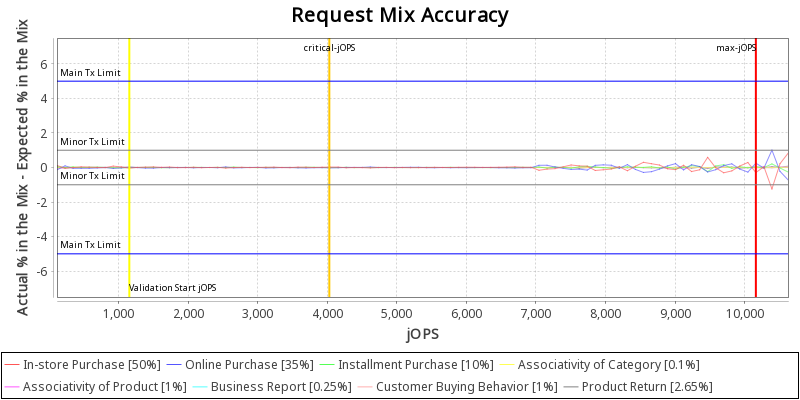 Request Mix Accuracy
critical-jOPS
max-jOPS
Main Tx Limit
Minor Tx Limit
Minor Tx Limit
Main Tx Limit
Validation Start jOPS
Actual % in the Mix - Expected % in the Mix
6
4
2
0
-2
-4
-6
1,000 2,000 3,000 4,000 5,000 6,000 7,000 8,000 9,000 10,000
jOPS
In-store Purchase [50%] Online Purchase [35%] Installment Purchase [10%] Associativity of Category [0.1%]
Associativity of Product [1%] Business Report [0.25%] Customer Buying Behavior [1%] Product Return [2.65%]